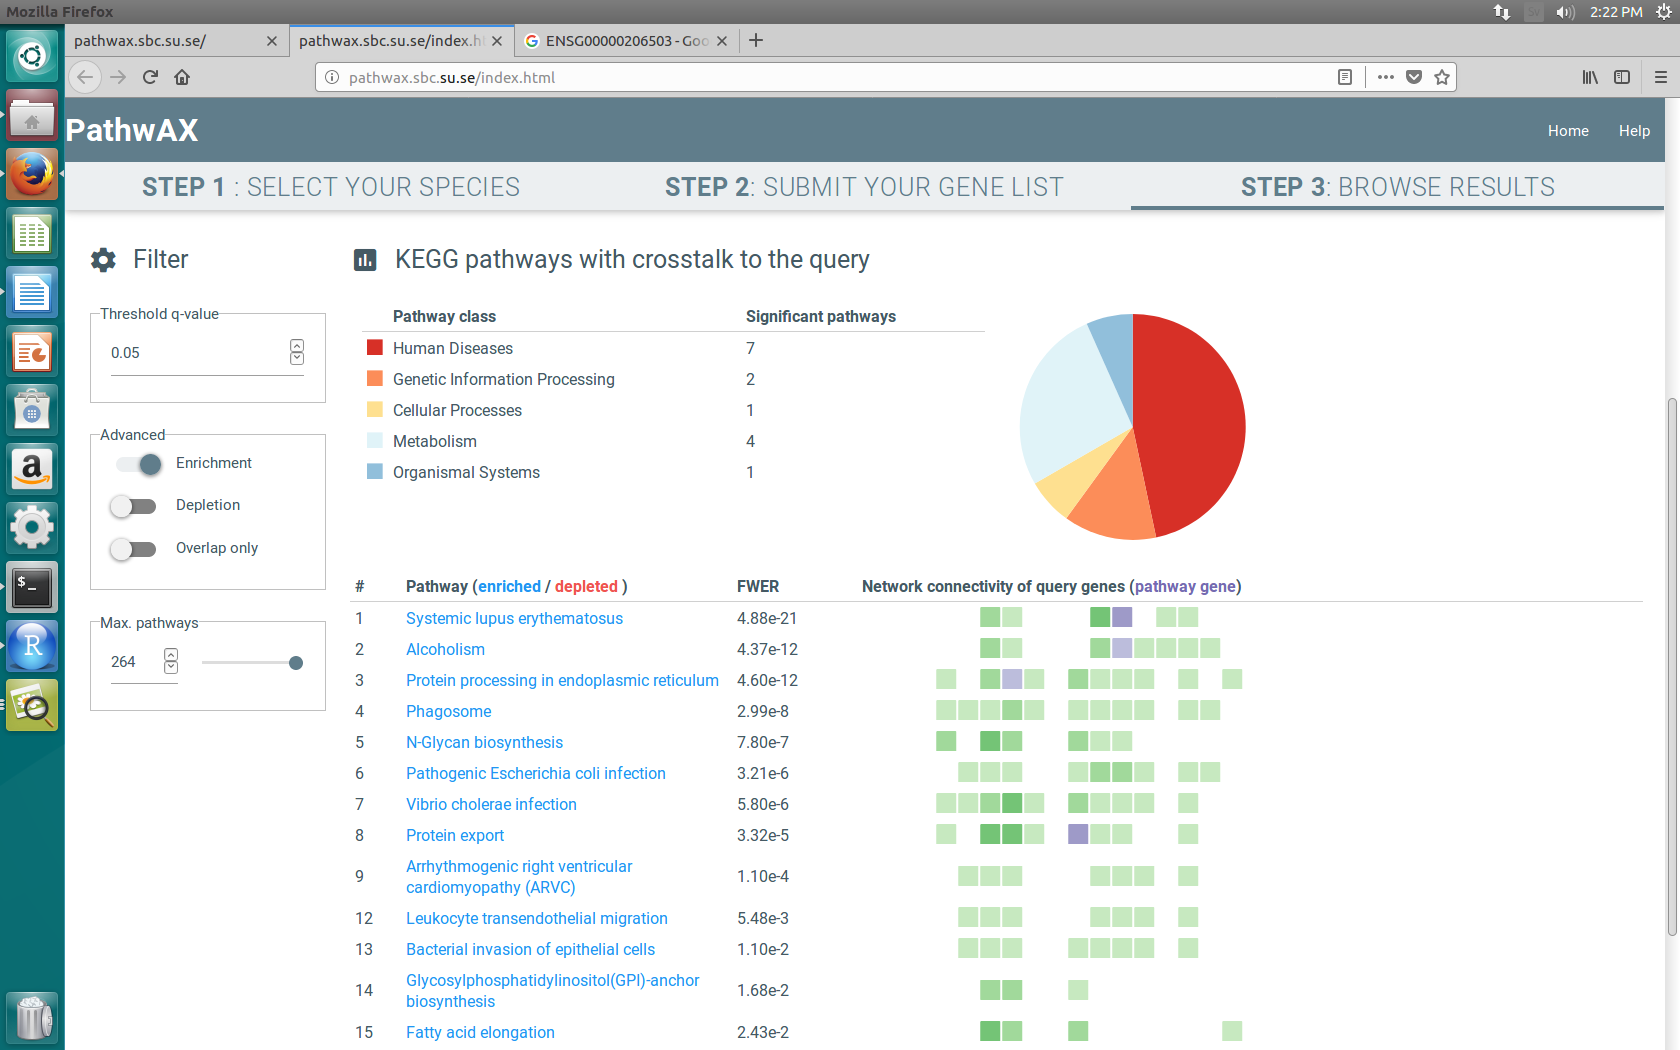 Mozilla Firefox
Sv
2:22 PM
pathwax.sbc.su.se/
pathwax.sbc.su.se/index.h
ENSG00000206503 - Goo
pathwax.sbc.su.se/index.html
PathwAX
Home
Help
STEP 1 : SELECT YOUR SPECIES
STEP 2: SUBMIT YOUR GENE LIST
STEP 3: BROWSE RESULTS
Filter
Threshold q-value
0.05
Advanced
Enrichment
Depletion
Overlap only
Max. pathways
264
KEGG pathways with crosstalk to the query
Pathway class Significant pathways
Human Diseases 7
Genetic Information Processing 2
Cellular Processes 1
Metabolism 4
Organismal Systems 1
# Pathway (enriched / depleted ) FWER Network connectivity of query genes (pathway gene)
1 Systemic lupus erythematosus 4.88e-21
2 Alcoholism 4.37e-12
3 Protein processing in endoplasmic reticulum 4.60e-12
4 Phagosome 2.99e-8
5 N-Glycan biosynthesis 7.80e-7
6 Pathogenic Escherichia coli infection 3.21e-6
7 Vibrio cholerae infection 5.80e-6
8 Protein export 3.32e-5
9 Arrhythmogenic right ventricular
cardiomyopathy (ARVC) 1.10e-4
12 Leukocyte transendothelial migration 5.48e-3
13 Bacterial invasion of epithelial cells 1.10e-2
14 Glycosylphosphatidylinositol(GPI)-anchor
biosynthesis 1.68e-2
15 Fatty acid elongation 2.43e-2